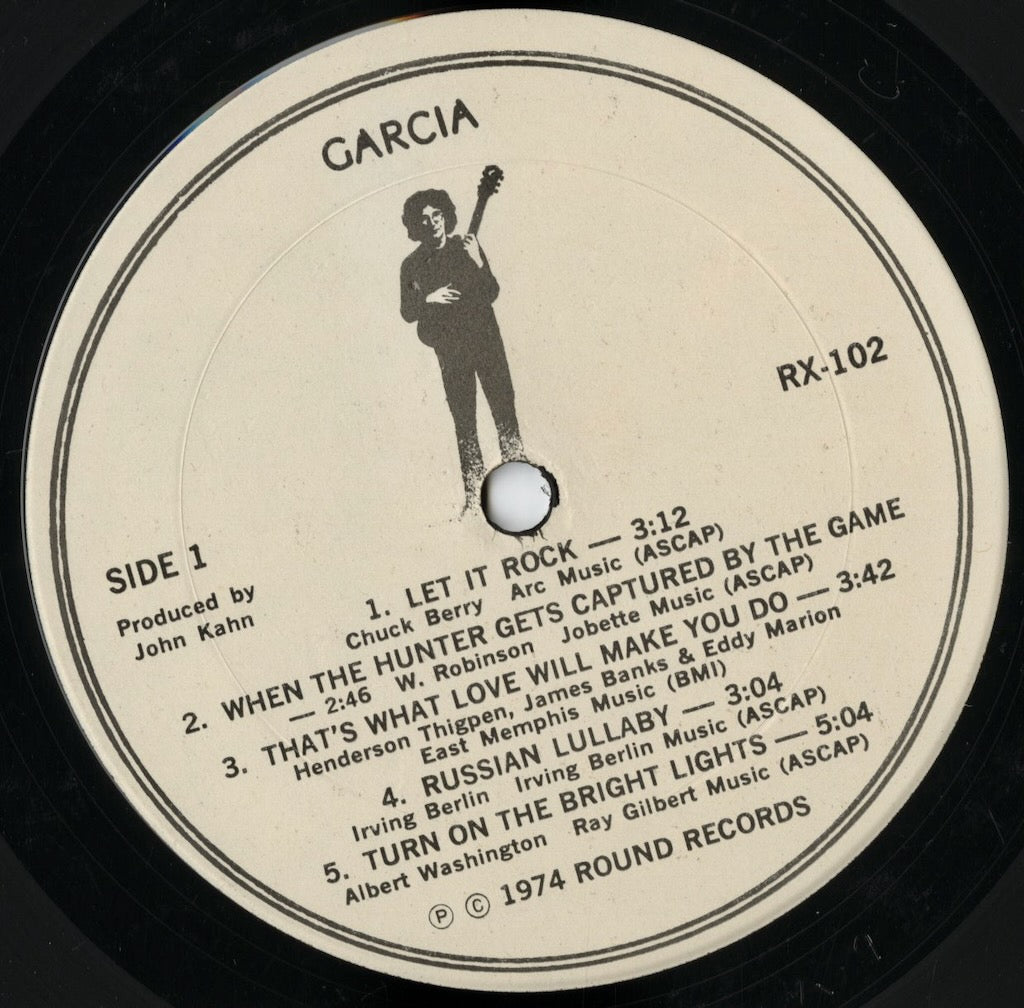 GARCIA
RX-102
SIDE 1
Produced by
John Kahn
1. LET IT ROCK — 3:12
Chuck Berry Arc Music (ASCAP)
2. WHEN THE HUNTER GETS CAPTURED BY THE GAME
— 2:46 W. Robinson Jobette Music (ASCAP)
3. THAT'S WHAT LOVE WILL MAKE YOU DO — 3:42
Henderson Thigpen, James Banks & Eddy Marion
East Memphis Music (BMI)
4. RUSSIAN LULLABY — 3:04
Irving Berlin Irving Berlin Music (ASCAP)
5. TURN ON THE BRIGHT LIGHTS — 5:04
Albert Washington Ray Gilbert Music (ASCAP)
Ⓟ © 1974 ROUND RECORDS